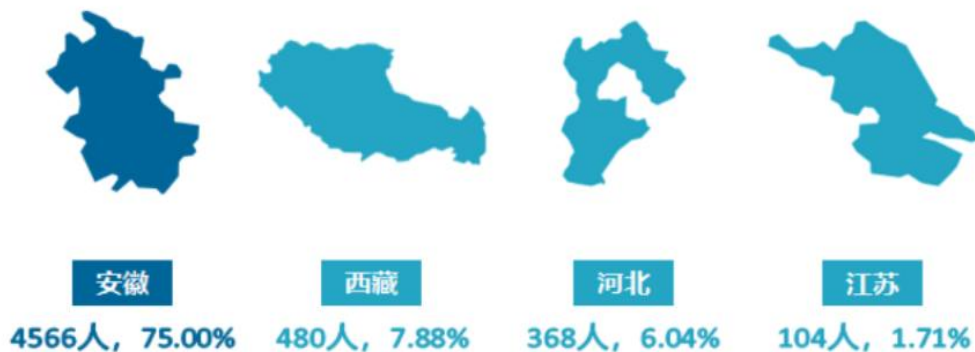 安徽
西藏
河北
江苏
4566人，75.00%
480人，7.88%
368人，6.04%
104人，1.71%